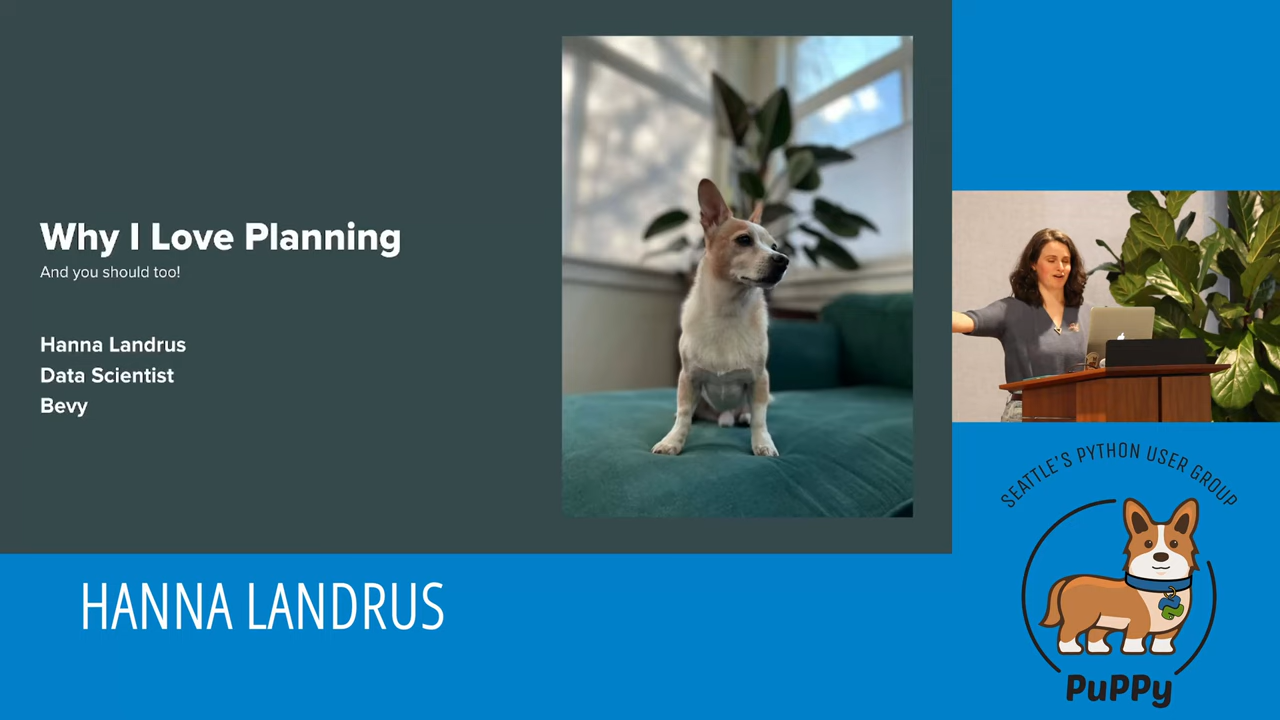 Why I Love Planning
And you should too!
Hanna Landrus
Data Scientist
Bevy
HANNA LANDRUS
SEATTLE'S PYTHON USER GROUP
PuPPy